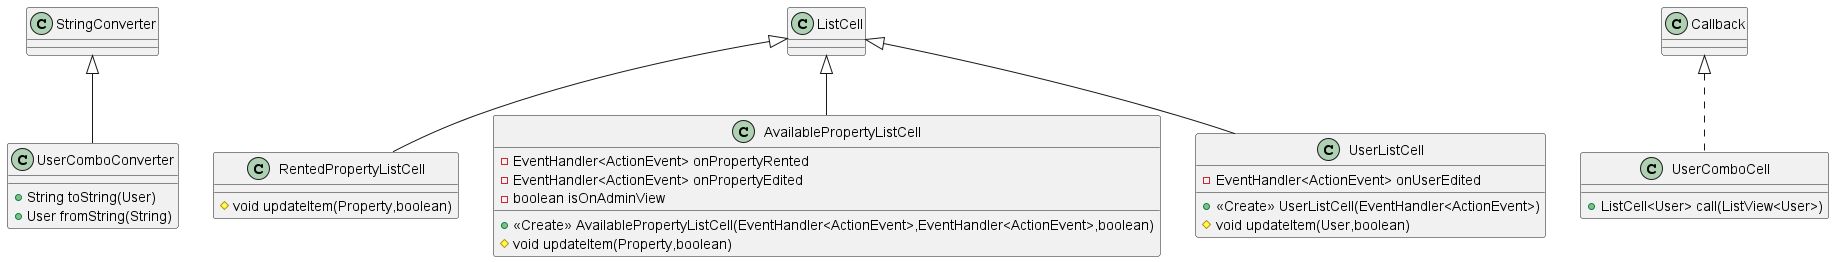 C StringConverter
C ListCell
C Callback
C UserComboConverter
String toString(User)
User fromString(String)
C RentedPropertyListCell
void updateItem(Property,boolean)
C AvailablePropertyListCell
EventHandler<ActionEvent> onPropertyRented
EventHandler<ActionEvent> onPropertyEdited
boolean isOnAdminView
«Create» AvailablePropertyListCell(EventHandler<ActionEvent>,EventHandler<ActionEvent>,boolean)
void updateItem(Property,boolean)
C UserListCell
EventHandler<ActionEvent> onUserEdited
«Create» UserListCell(EventHandler<ActionEvent>)
void updateItem(User,boolean)
C UserComboCell
ListCell<User> call(ListView<User>)